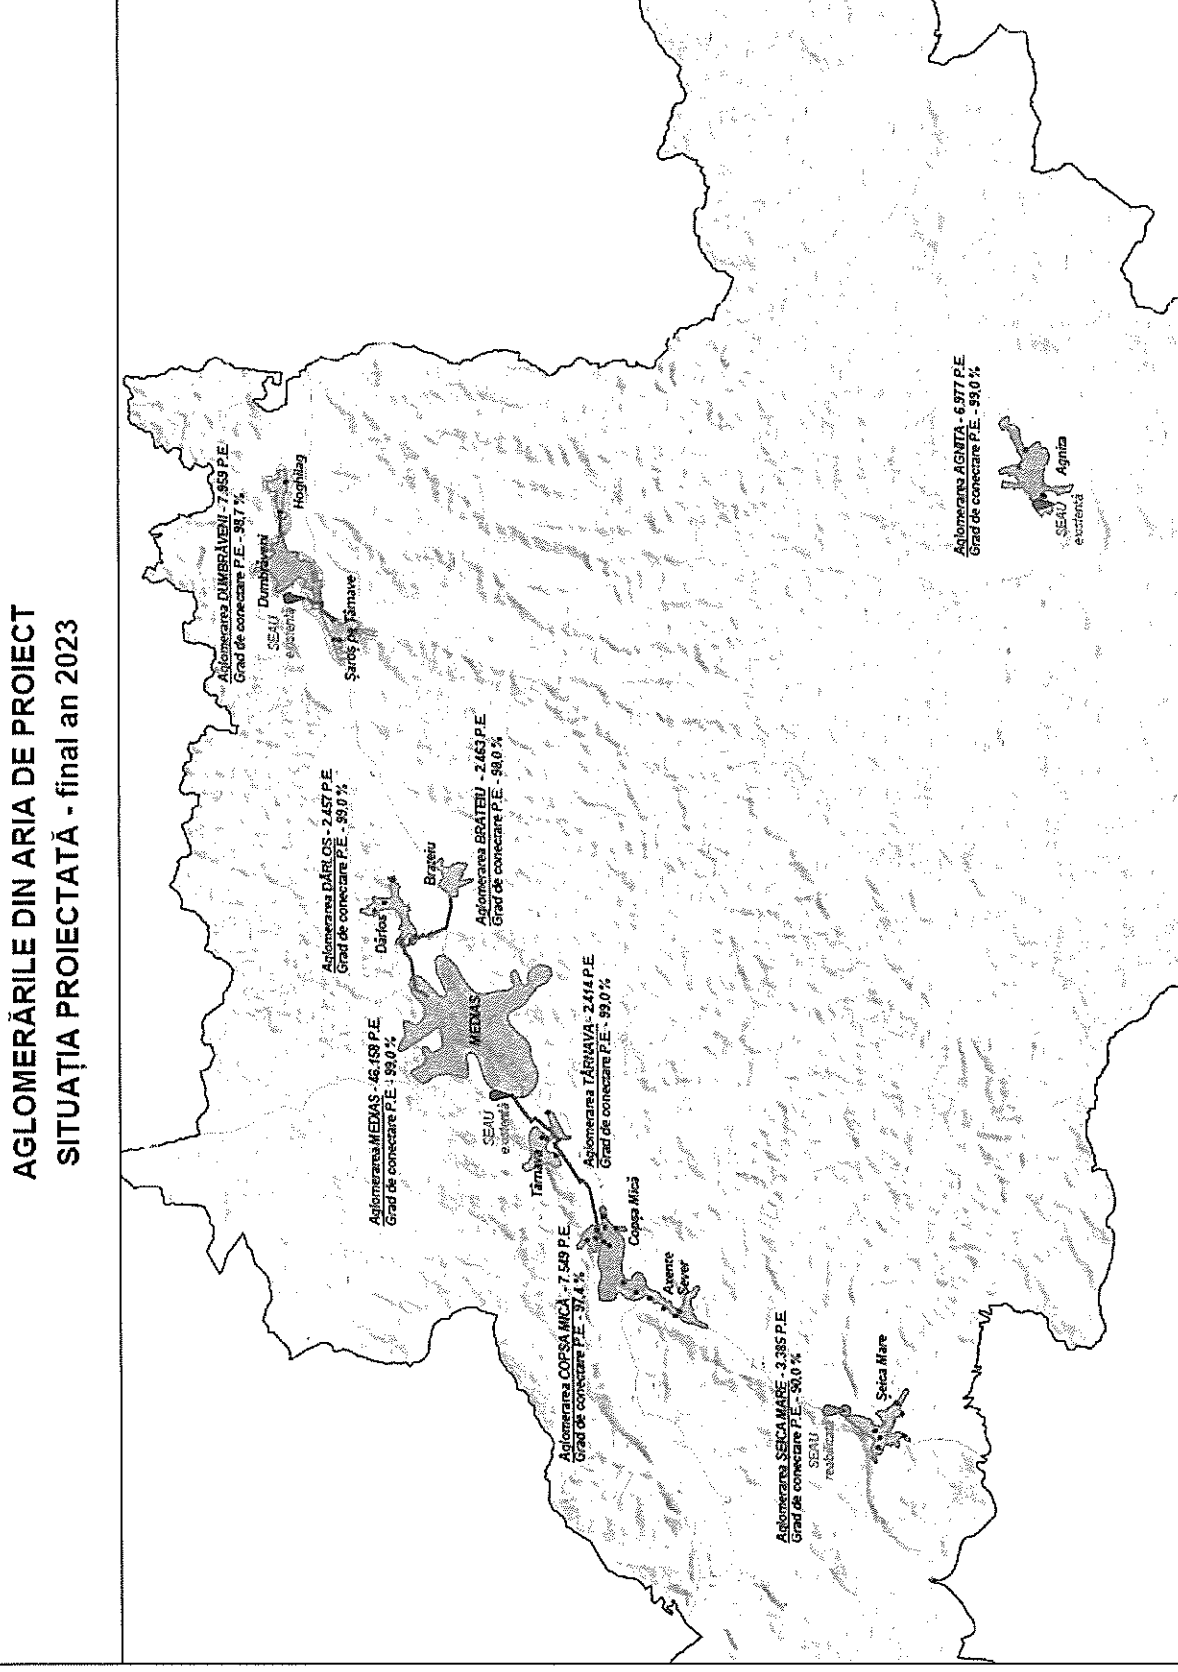 AGLOMERĂRILE DIN ARIA DE PROIECT
SITUAȚIA PROIECTATĂ - final an 2023
Aglomerarea DUMBRĂVENI - 7.959 P.E
Grad de conectare P.E. - 98,7 %
SEAU
existentă
Dumbrăveni
Hoghilag
Șaroș pe Târnave
Aglomerarea DÂRLOS - 2.457 P.E
Grad de conectare P.E. - 99,0 %
Dârlos
Brateiu
Aglomerarea BRATEIU - 2.463 P.E
Grad de conectare P.E. - 98,0 %
Aglomerarea MEDIAS - 46.158 P.E.
Grad de conectare P.E. - 99,0 %
MEDIAS
SEAU
existentă
Târnava
Aglomerarea TÂRNAVA - 2.414 P.E
Grad de conectare P.E. - 99,0 %
Aglomerarea COPSA MICĂ - 7.549 P.E
Grad de conectare P.E. - 97,4 %
Copșa Mică
Axente
Sever
Aglomerarea SEICA MARE - 3.385 P.E
Grad de conectare P.E. - 90,0 %
SEAU
reabilitată
Șeica Mare
Aglomerarea AGNITA - 6.977 P.E
Grad de conectare P.E. - 99,0 %
SEAU
existentă
Agnita